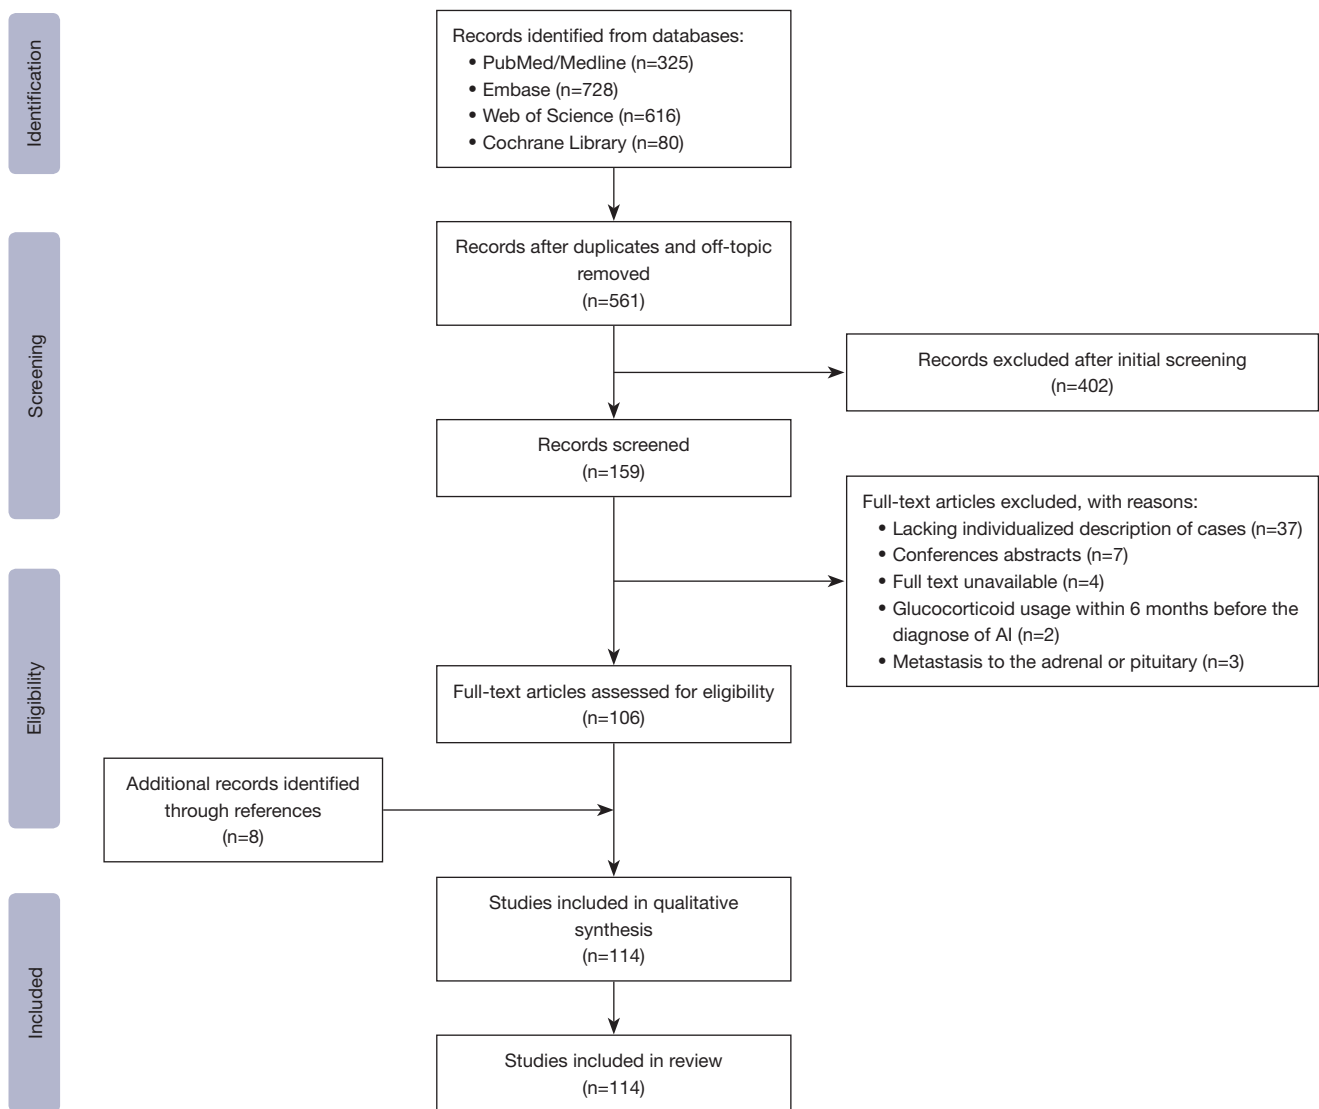 Identification
Records identified from databases:
• PubMed/Medline (n=325)
• Embase (n=728)
• Web of Science (n=616)
• Cochrane Library (n=80)
Screening
Records after duplicates and off-topic
removed
(n=561)
Records excluded after initial screening
(n=402)
Records screened
(n=159)
Full-text articles excluded, with reasons:
• Lacking individualized description of cases (n=37)
• Conferences abstracts (n=7)
• Full text unavailable (n=4)
• Glucocorticoid usage within 6 months before the
diagnose of AI (n=2)
• Metastasis to the adrenal or pituitary (n=3)
Eligibility
Full-text articles assessed for eligibility
(n=106)
Additional records identified
through references
(n=8)
Included
Studies included in qualitative
synthesis
(n=114)
Studies included in review
(n=114)